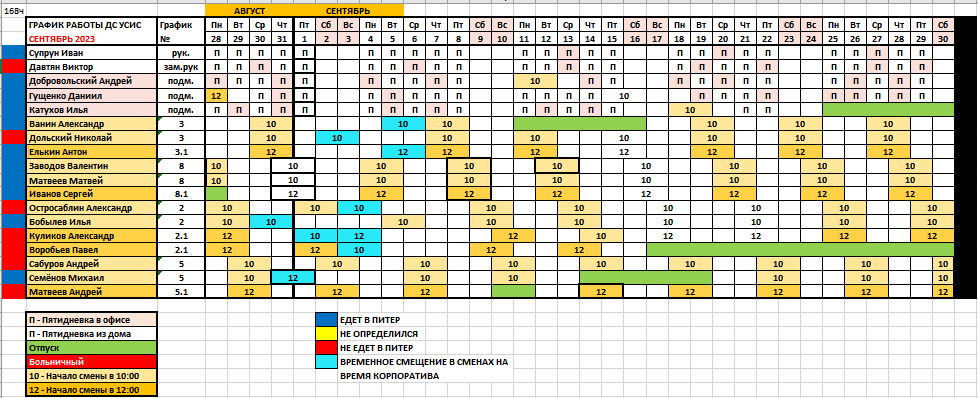 168ч
АВГУСТ СЕНТЯБРЬ
ГРАФИК РАБОТЫ ДС УСИС График Пн Вт Ср Чт Пт Сб Вс Пн Вт Ср Чт Пт Сб Вс Пн Вт Ср Чт Пт Сб Вс Пн Вт Ср Чт Пт Сб Вс Пн Вт Ср Чт Пт Сб
СЕНТЯБРЬ 2023 № 28 29 30 31 1 2 3 4 5 6 7 8 9 10 11 12 13 14 15 16 17 18 19 20 21 22 23 24 25 26 27 28 29 30
Супрун Иван рук. П П П П П П П П П П П П П П П П П П П П П П П П П
Давтян Виктор зам.рук П П П П П П П П П П П П П П П П П П П П П П П П П
Добровольский Андрей подм. П П П П П П П П П П 10 П П П П П П П П П П П
Гущенко Даниил подм. 12 П П П П П П П П П П П П 10 П П П П П П П П П
Катухов Илья подм. П П П П П П П П П П П П П П П 10 П П
Ванин Александр 3 10 10 10 10 10 10
Дольский Николай 3 10 10 10 10 10 10 10 10
Елькин Антон 3.1 12 12 12 12 12 12 12 12
Заводов Валентин 8 10 10 10 10 10 10 10 10 10
Матвеев Матвей 8 10 10 10 10 10 10 10 10 10
Иванов Сергей 8.1 12 12 12 12 12 12 12 12
Остросаблин Александр 2 10 10 10 10 10 10 10 10 10
Бобылев Илья 2 10 10 10 10 10 10 10 10 10
Куликов Александр 2.1 12 10 12 12 12 12 12 12 12
Воробьев Павел 2.1 12 12 10 12 12
Сабуров Андрей 5 10 10 10 10 10 10 10 10 10
Семёнов Михаил 5 10 12 10 10 10 10 10
Матвеев Андрей 5.1 12 12 12 12 12 12 12 12
П - Пятидневка в офисе ЕДЕТ В ПИТЕР
П - Пятидневка из дома НЕ ОПРЕДЕЛИЛСЯ
Отпуск НЕ ЕДЕТ В ПИТЕР
Больничный ВРЕМЕННОЕ СМЕЩЕНИЕ В СМЕНАХ НА
10 - Начало смены в 10:00 ВРЕМЯ КОРПОРАТИВА
12 - Начало смены в 12:00